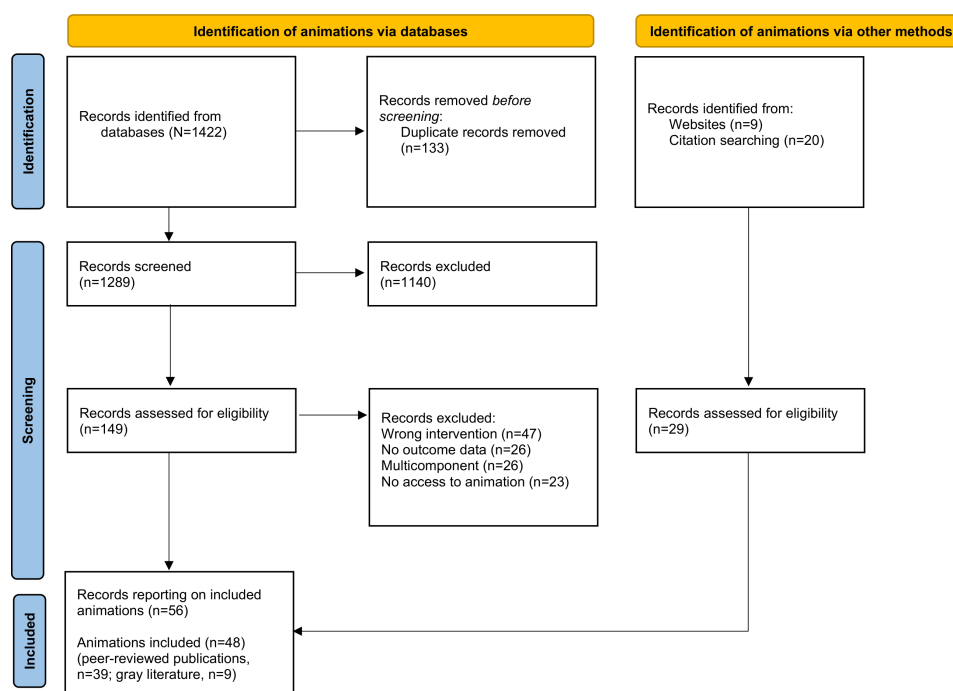 Identification of animations via databases
Identification of animations via other methods
Identification
Records identified from
databases (N=1422)
Records removed before
screening:
Duplicate records removed
(n=133)
Records identified from:
Websites (n=9)
Citation searching (n=20)
Screening
Records screened
(n=1289)
Records excluded
(n=1140)
Records assessed for eligibility
(n=149)
Records excluded:
Wrong intervention (n=47)
No outcome data (n=26)
Multicomponent (n=26)
No access to animation (n=23)
Records assessed for eligibility
(n=29)
Included
Records reporting on included
animations (n=56)
Animations included (n=48)
(peer-reviewed publications,
n=39; gray literature, n=9)